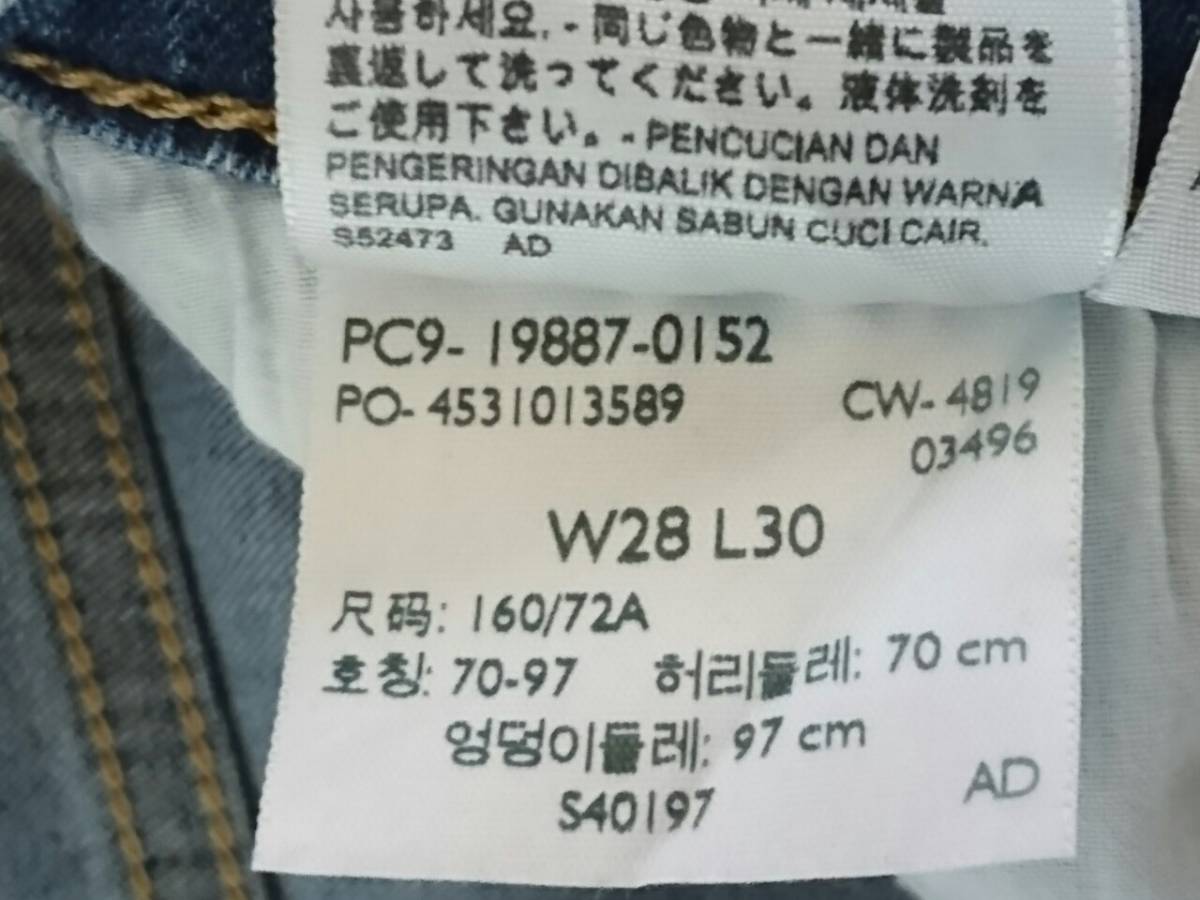 사용하세요. - 同じ色物と一緒に製品を
裏返して洗ってください。液体洗剤を
ご使用下さい。- PENCUCIAN DAN
PENGERINGAN DIBALIK DENGAN WARNA
SERUPA. GUNAKAN SABUN CUCI CAIR.
S52473 AD
PC9- 19887-0152
PO- 4531013589 CW- 4819
03496
W28 L30
尺码: 160/72A
호칭: 70-97 허리둘레: 70 cm
엉덩이둘레: 97 cm
S40197 AD